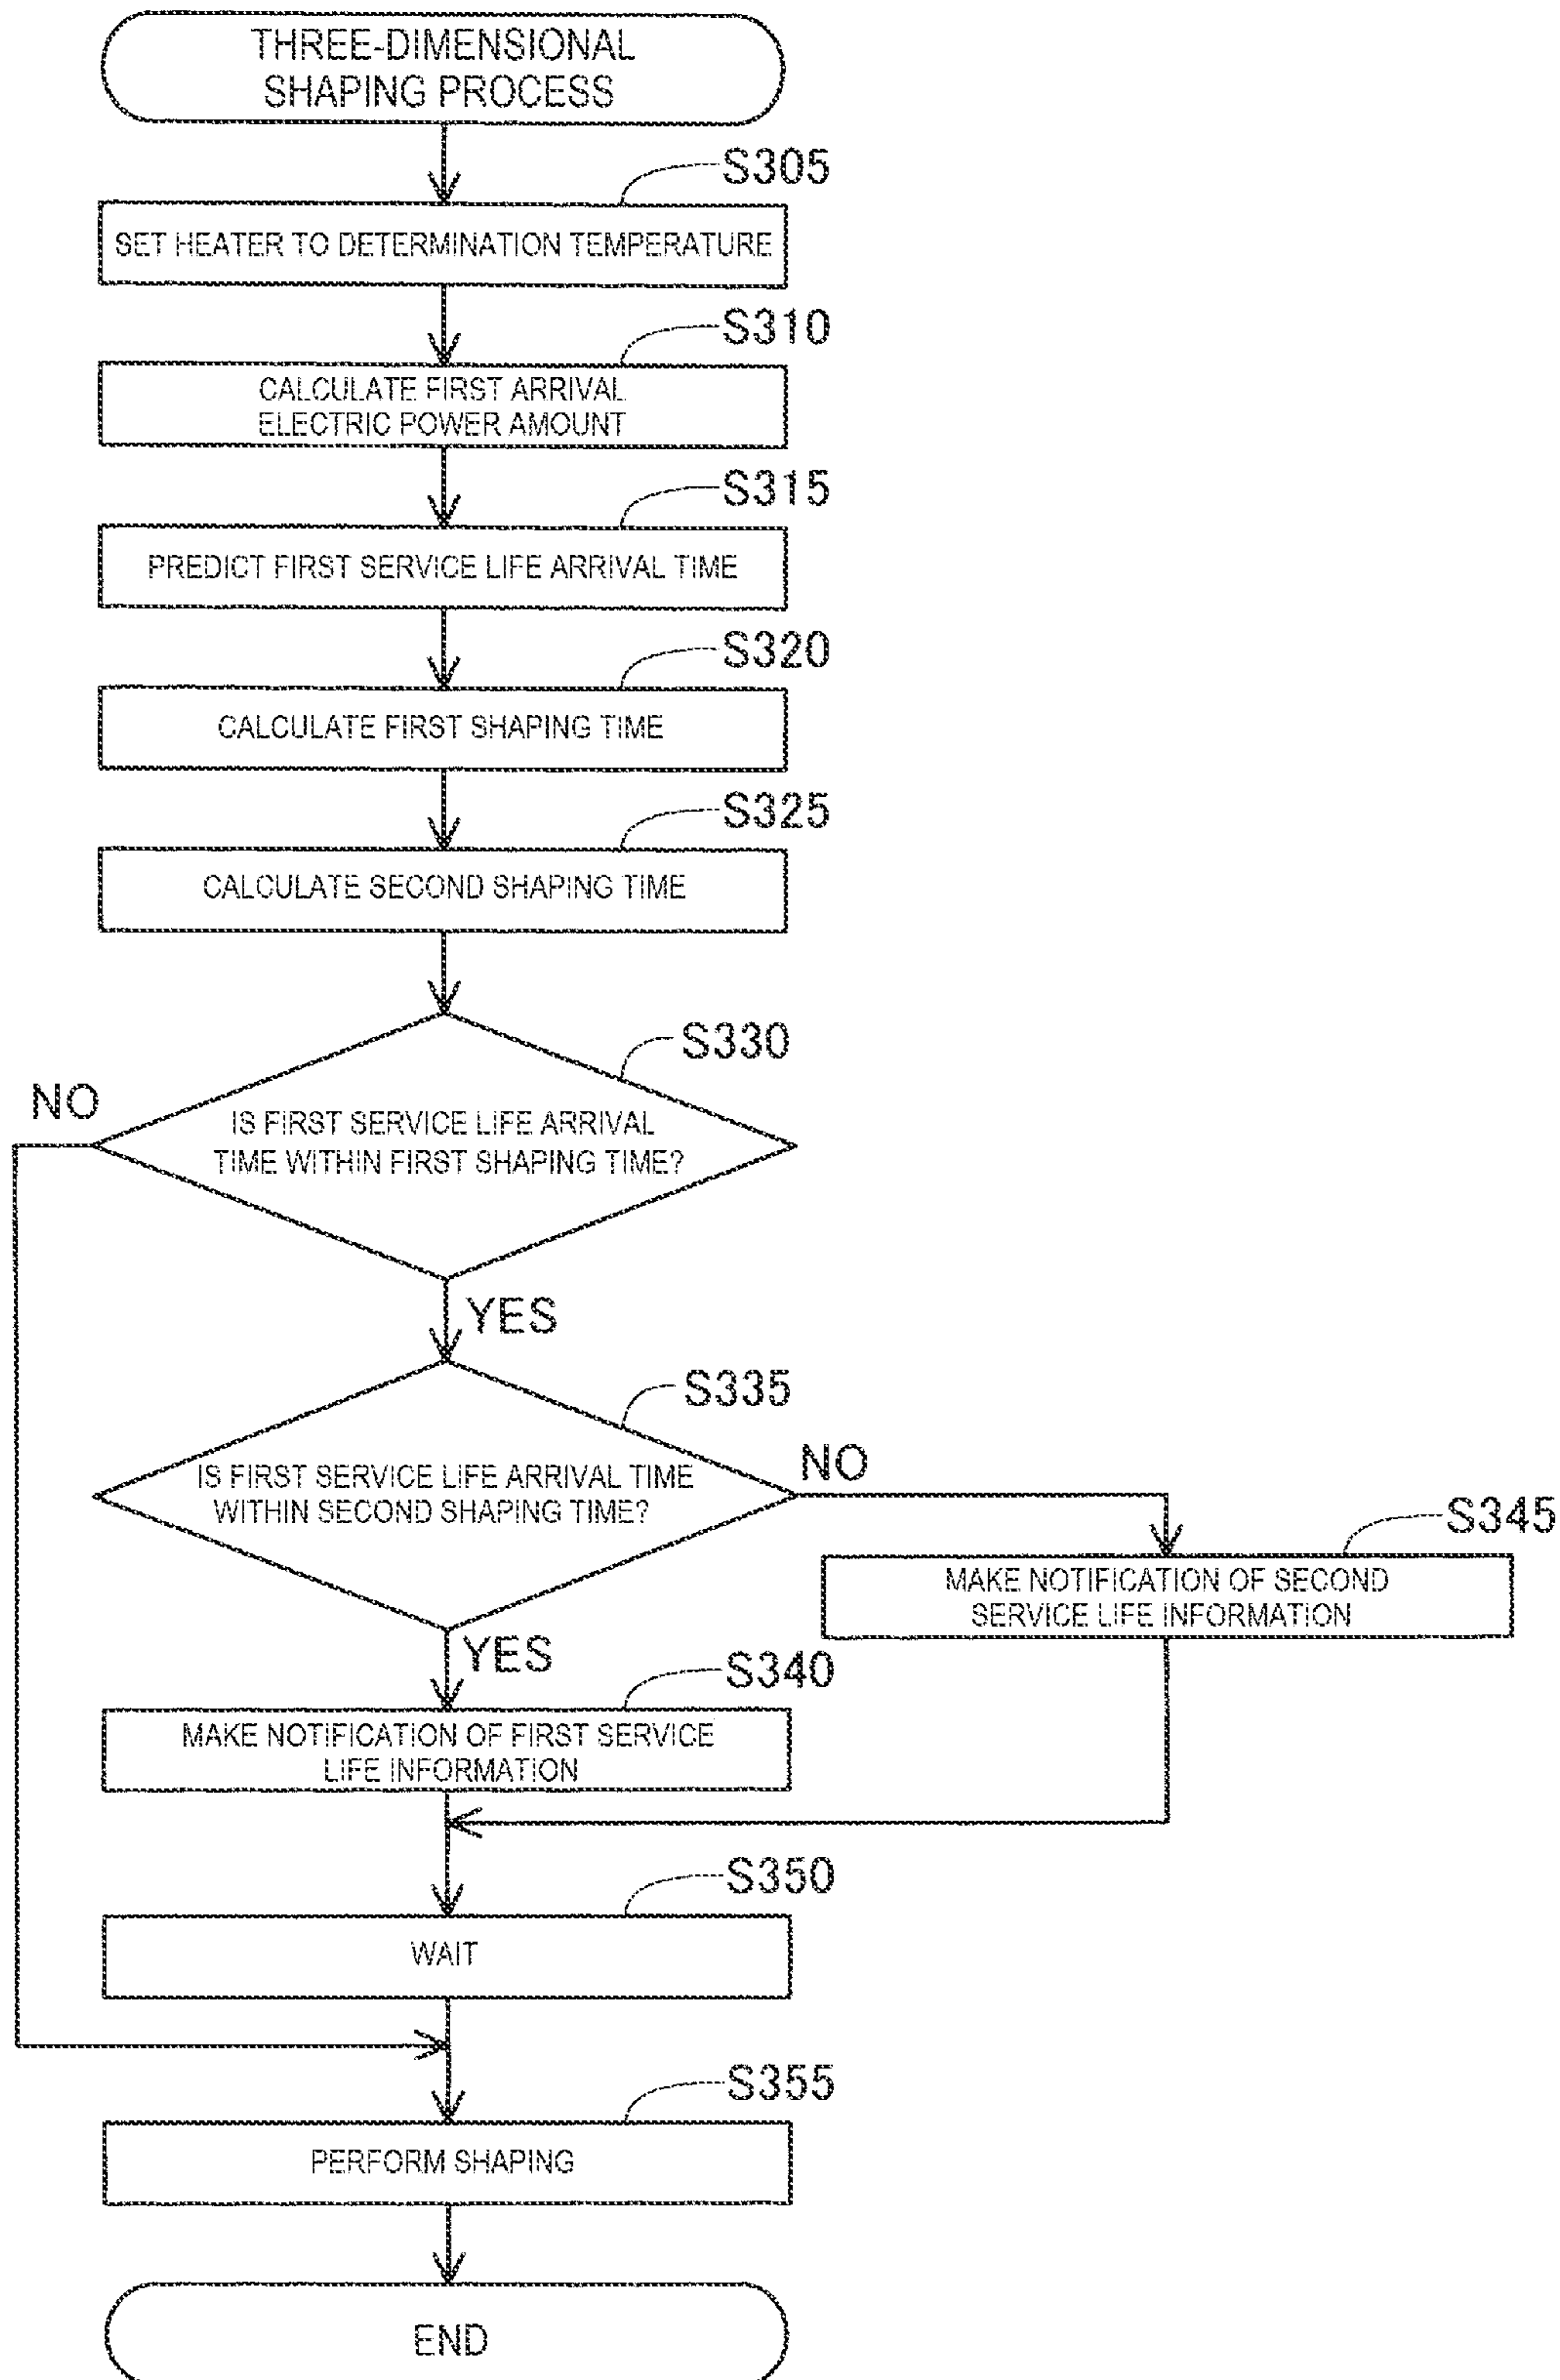 THREE-DIMENSIONAL
SHAPING PROCESS
S305
SET HEATER TO DETERMINATION TEMPERATURE
S310
CALCULATE FIRST ARRIVAL
ELECTRIC POWER AMOUNT
S315
PREDICT FIRST SERVICE LIFE ARRIVAL TIME
S320
CALCULATE FIRST SHAPING TIME
S325
CALCULATE SECOND SHAPING TIME
S330
NO
IS FIRST SERVICE LIFE ARRIVAL
TIME WITHIN FIRST SHAPING TIME?
YES
S335
IS FIRST SERVICE LIFE ARRIVAL TIME
WITHIN SECOND SHAPING TIME?
NO
S345
MAKE NOTIFICATION OF SECOND
SERVICE LIFE INFORMATION
YES
S340
MAKE NOTIFICATION OF FIRST SERVICE
LIFE INFORMATION
S350
WAIT
S355
PERFORM SHAPING
END